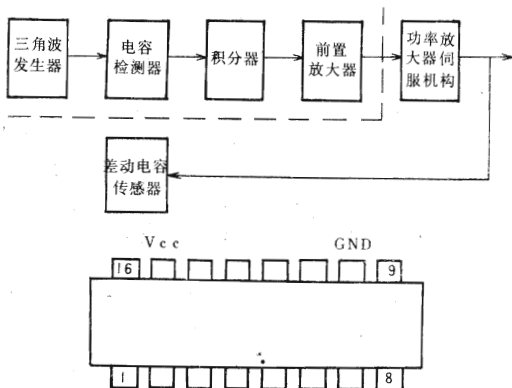 三角波
发生器
电容
检测器
积分器
前置
放大器
功率放
大器伺
服机构
差动电容
传感器
Vcc
GND
16
9
1
8